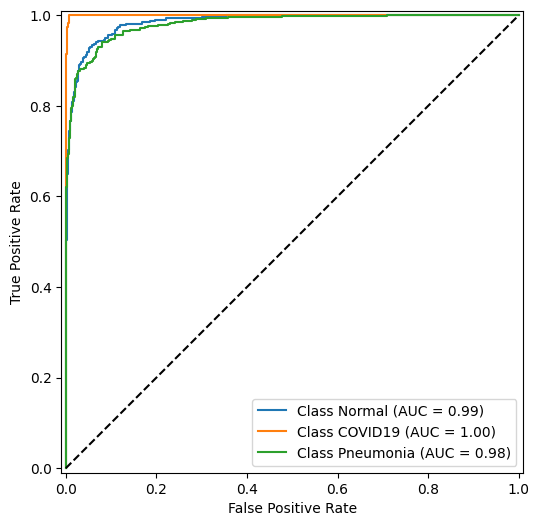 1.0
0.8
0.6
0.4
0.2
0.0
True Positive Rate
Class Normal (AUC = 0.99)
Class COVID19 (AUC = 1.00)
Class Pneumonia (AUC = 0.98)
0.0 0.2 0.4 0.6 0.8 1.0
False Positive Rate